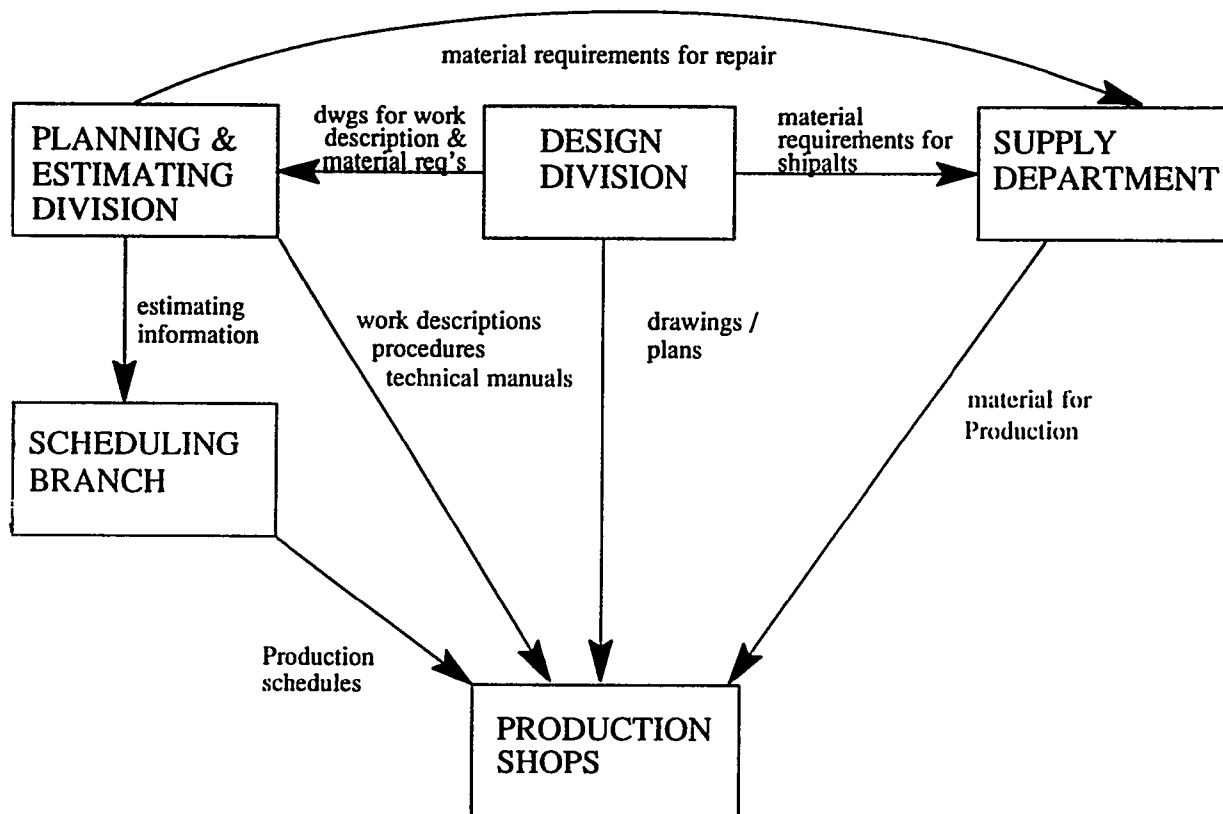 material requirements for repair
PLANNING &
ESTIMATING
DIVISION
dwgs for work
description &
material req's
DESIGN
DIVISION
material
requirements for
shipalts
SUPPLY
DEPARTMENT
estimating
information
work descriptions
procedures
technical manuals
drawings /
plans
material for
Production
SCHEDULING
BRANCH
Production
schedules
PRODUCTION
SHOPS